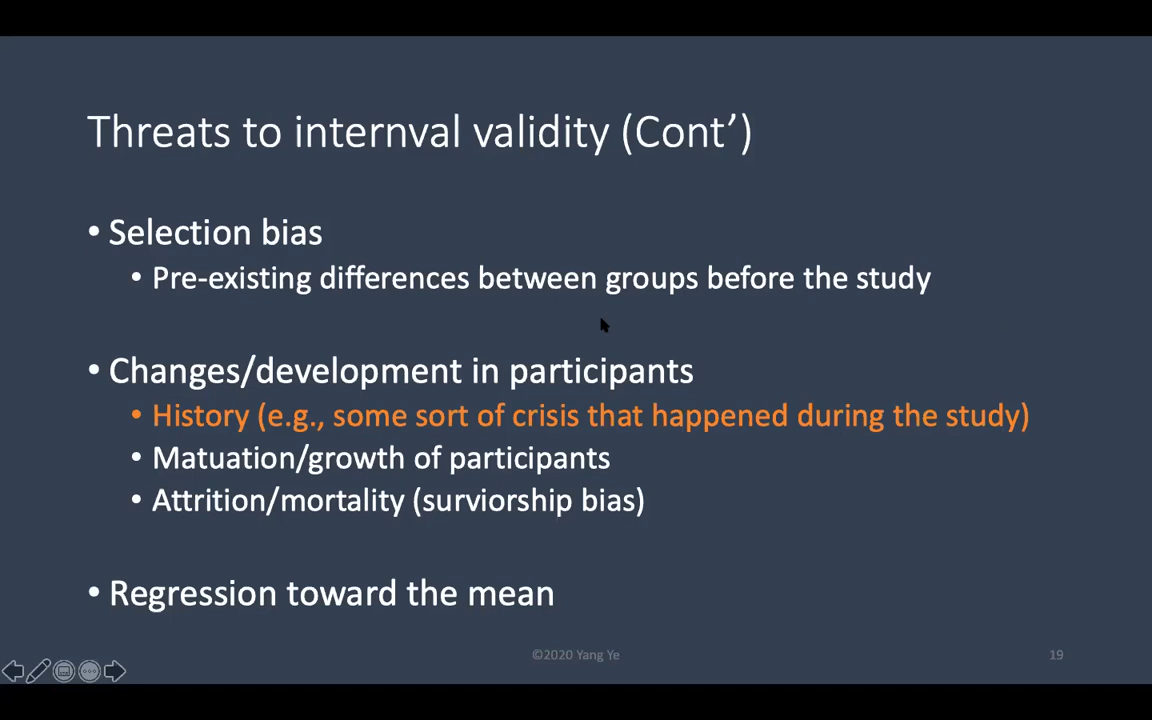 Threats to internval validity (Cont’)
• Selection bias
• Pre-existing differences between groups before the study
• Changes/development in participants
• History (e.g., some sort of crisis that happened during the study)
• Matuation/growth of participants
• Attrition/mortality (surviorship bias)
• Regression toward the mean
©2020 Yang Ye
19